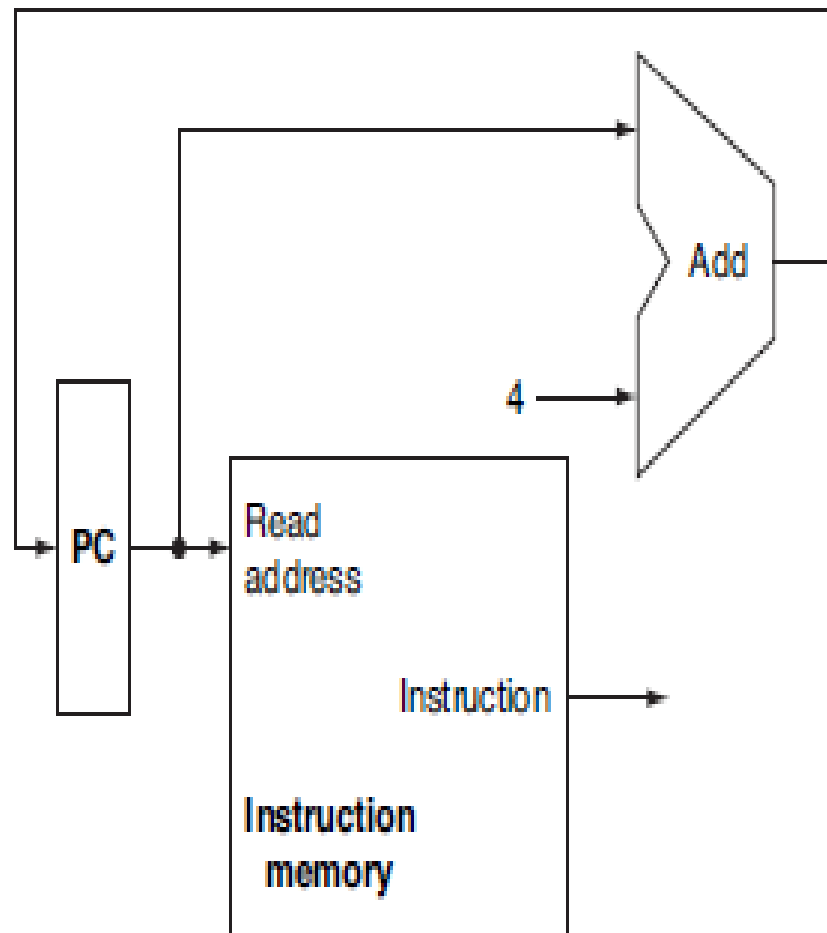 Add
4
PC
Read
address
Instruction
Instruction
memory